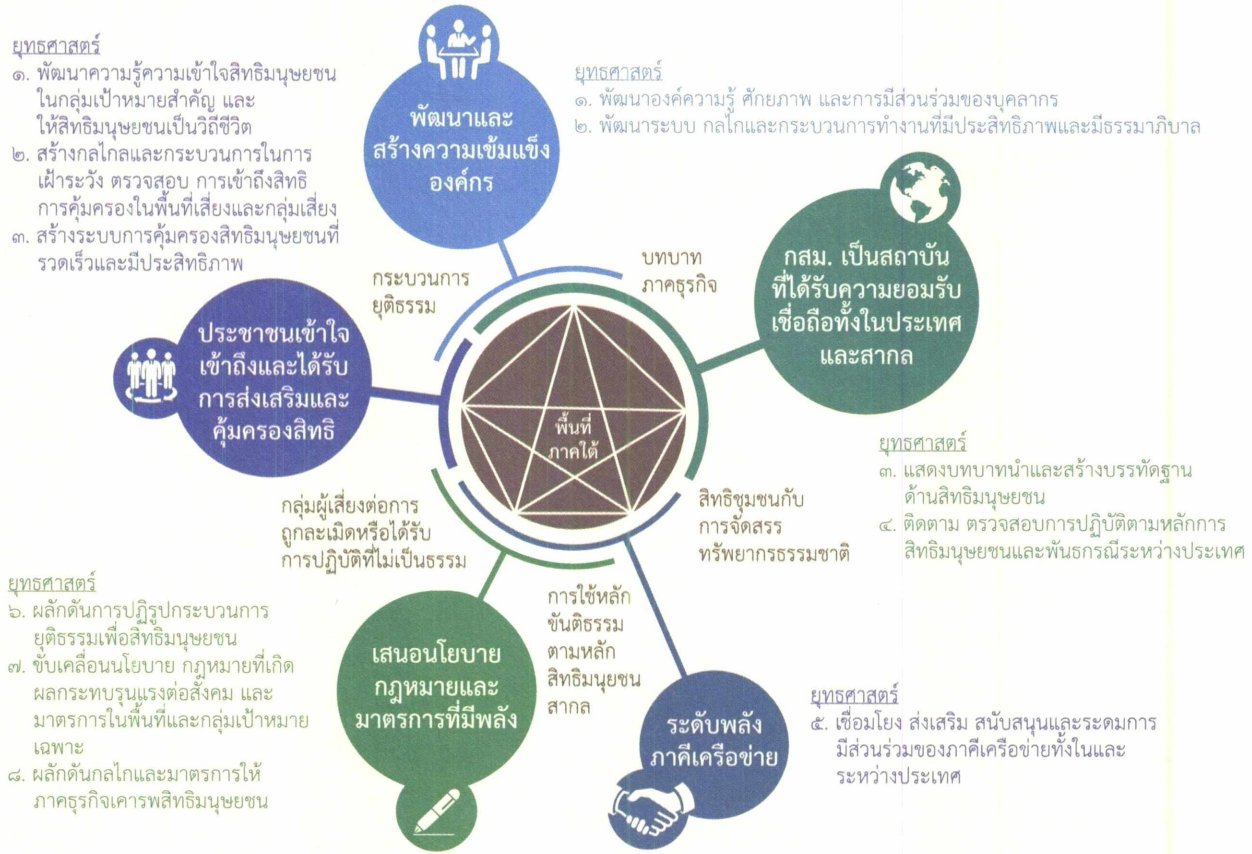 ยุทธศาสตร์
๑. พัฒนาความรู้ความเข้าใจสิทธิมนุษยชน
ในกลุ่มเป้าหมายสำคัญ และ
ให้สิทธิมนุษยชนเป็นวิถีชีวิต
๒. สร้างกลไกลและกระบวนการในการ
เฝ้าระวัง ตรวจสอบ การเข้าถึงสิทธิ
การคุ้มครองในพื้นที่เสี่ยงและกลุ่มเสี่ยง
๓. สร้างระบบการคุ้มครองสิทธิมนุษยชนที่
รวดเร็วและมีประสิทธิภาพ
พัฒนาและ
สร้างความเข้มแข็ง
องค์กร
ยุทธศาสตร์
๑. พัฒนาองค์ความรู้ ศักยภาพ และการมีส่วนร่วมของบุคลากร
๒. พัฒนาระบบ กลไกและกระบวนการทำงานที่มีประสิทธิภาพและมีธรรมาภิบาล
กสม. เป็นสถาบัน
ที่ได้รับความยอมรับ
เชื่อถือทั้งในประเทศ
และสากล
กระบวนการ
ยุติธรรม
บทบาท
ภาคธุรกิจ
ประชาชนเข้าใจ
เข้าถึงและได้รับ
การส่งเสริมและ
คุ้มครองสิทธิ
พื้นที่
ภาคใต้
ยุทธศาสตร์
๓. แสดงบทบาทนำและสร้างบรรทัดฐาน
ด้านสิทธิมนุษยชน
๔. ติดตาม ตรวจสอบการปฏิบัติตามหลักการ
สิทธิมนุษยชนและพันธกรณีระหว่างประเทศ
กลุ่มผู้เสี่ยงต่อการ
ถูกละเมิดหรือได้รับ
การปฏิบัติที่ไม่เป็นธรรม
สิทธิชุมชนกับ
การจัดสรร
ทรัพยากรธรรมชาติ
การใช้หลัก
ขันติธรรม
ตามหลัก
สิทธิมนุยชน
สากล
ยุทธศาสตร์
๖. ผลักดันการปฏิรูปกระบวนการ
ยุติธรรมเพื่อสิทธิมนุษยชน
๗. ขับเคลื่อนนโยบาย กฎหมายที่เกิด
ผลกระทบรุนแรงต่อสังคม และ
มาตรการในพื้นที่และกลุ่มเป้าหมาย
เฉพาะ
๘. ผลักดันกลไกและมาตรการให้
ภาคธุรกิจเคารพสิทธิมนุษยชน
เสนอนโยบาย
กฎหมายและ
มาตรการที่มีพลัง
ระดับพลัง
ภาคีเครือข่าย
ยุทธศาสตร์
๕. เชื่อมโยง ส่งเสริม สนับสนุนและระดมการ
มีส่วนร่วมของภาคีเครือข่ายทั้งในและ
ระหว่างประเทศ